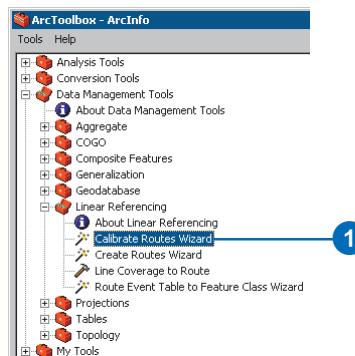 ArcToolbox - ArcInfo
Tools Help
Analysis Tools
Conversion Tools
Data Management Tools
About Data Management Tools
Aggregate
COGO
Composite Features
Generalization
Geodatabase
Linear Referencing
About Linear Referencing
Calibrate Routes Wizard 1
Create Routes Wizard
Line Coverage to Route
Route Event Table to Feature Class Wizard
Projections
Tables
Topology
My Tools